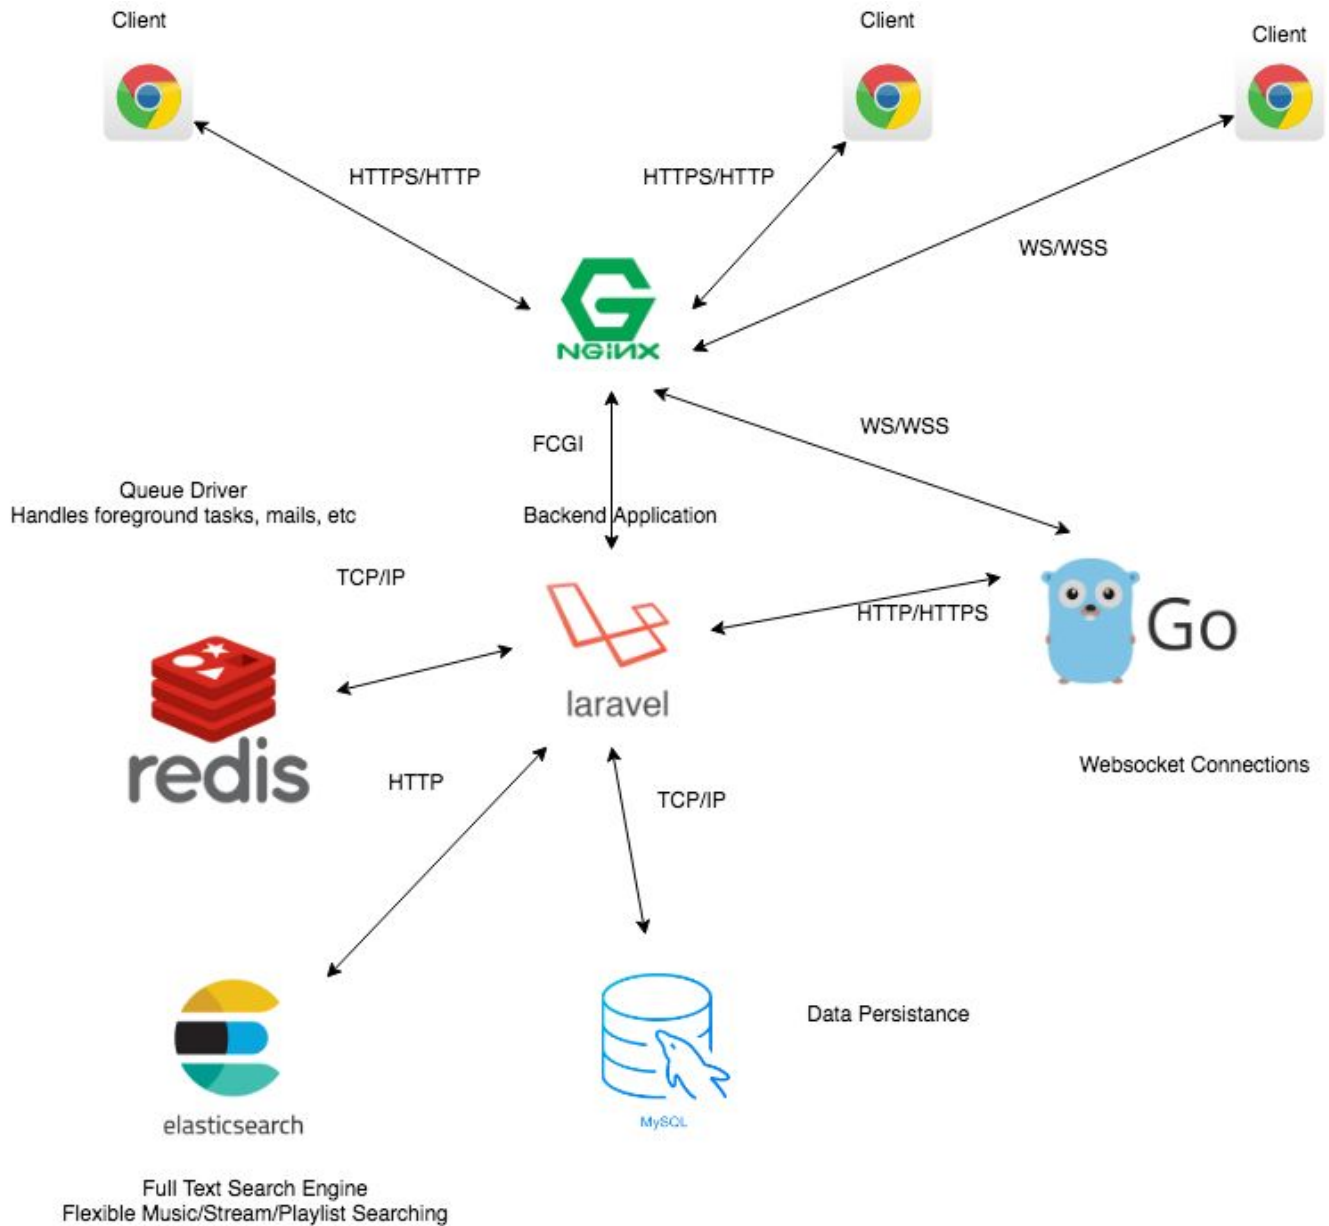 Client
Client
Client
HTTPS/HTTP
HTTPS/HTTP
WS/WSS
NGiNX
FCGI
WS/WSS
Queue Driver
Handles foreground tasks, mails, etc
Backend Application
TCP/IP
HTTP/HTTPS
Go
laravel
redis
HTTP
TCP/IP
Websocket Connections
Data Persistance
elasticsearch
MySQL
Full Text Search Engine
Flexible Music/Stream/Playlist Searching